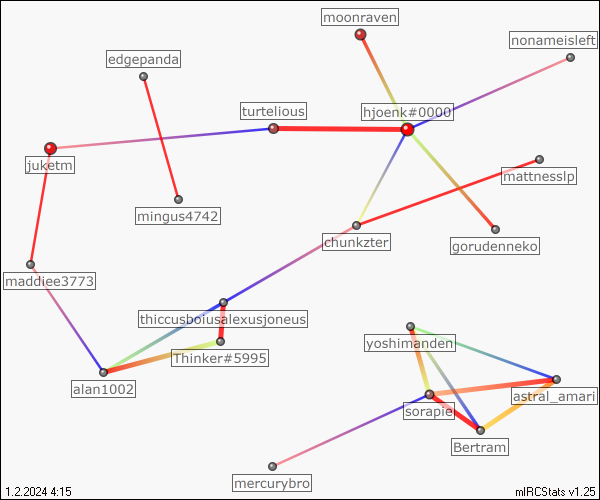 moonraven
nonameisleft
edgepanda
turtelious
hjoenk#0000
juketm
mattnesslp
mingus4742
chunkzter
gorudenneko
maddiee3773
thiccusboiusalexusjoneus
yoshimanden
Thinker#5995
alan1002
astral_amari
sorapie
Bertram
mercurybro
1.2.2024 4:15
mIRCStats v1.25